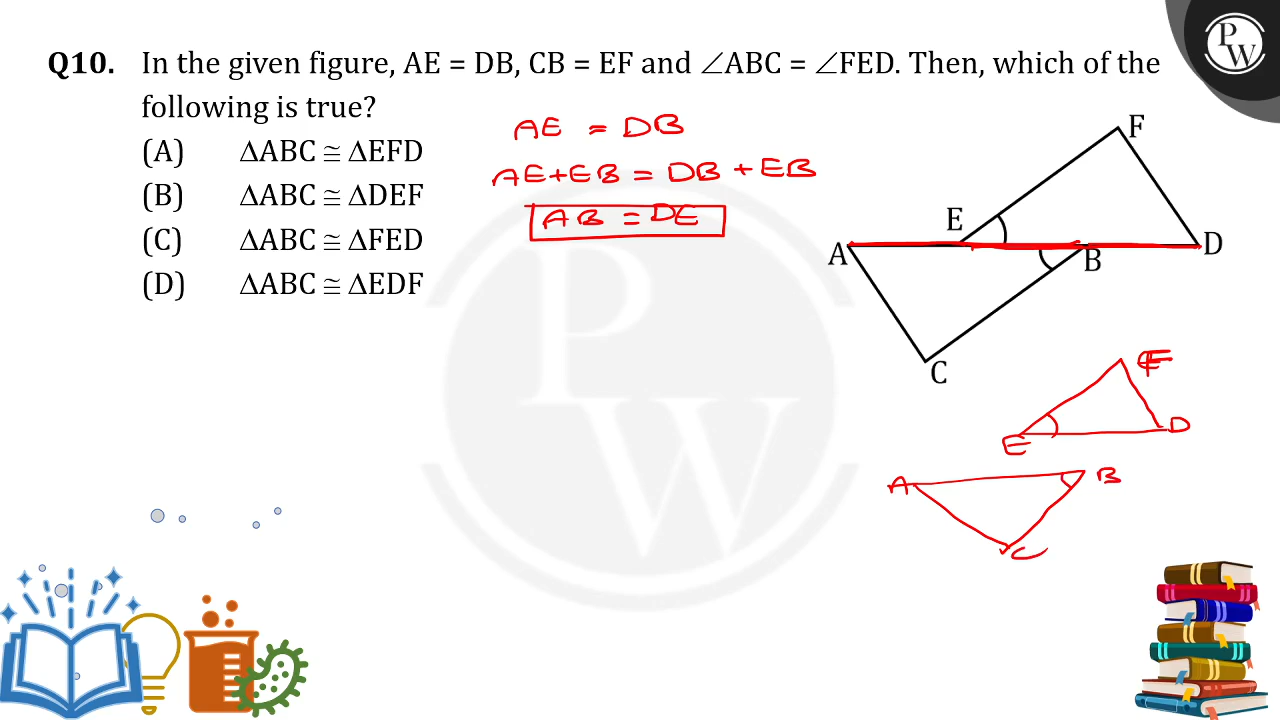 Q10. In the given figure, AE = DB, CB = EF and ∠ABC = ∠FED. Then, which of the
following is true?
(A) ΔABC ≅ ΔEFD
(B) ΔABC ≅ ΔDEF
(C) ΔABC ≅ ΔFED
(D) ΔABC ≅ ΔEDF
AE = DB
AE+EB = DB + EB
AB = DE
F
E
A
B
D
C
F
E
D
A
B
C
P
W
P
W